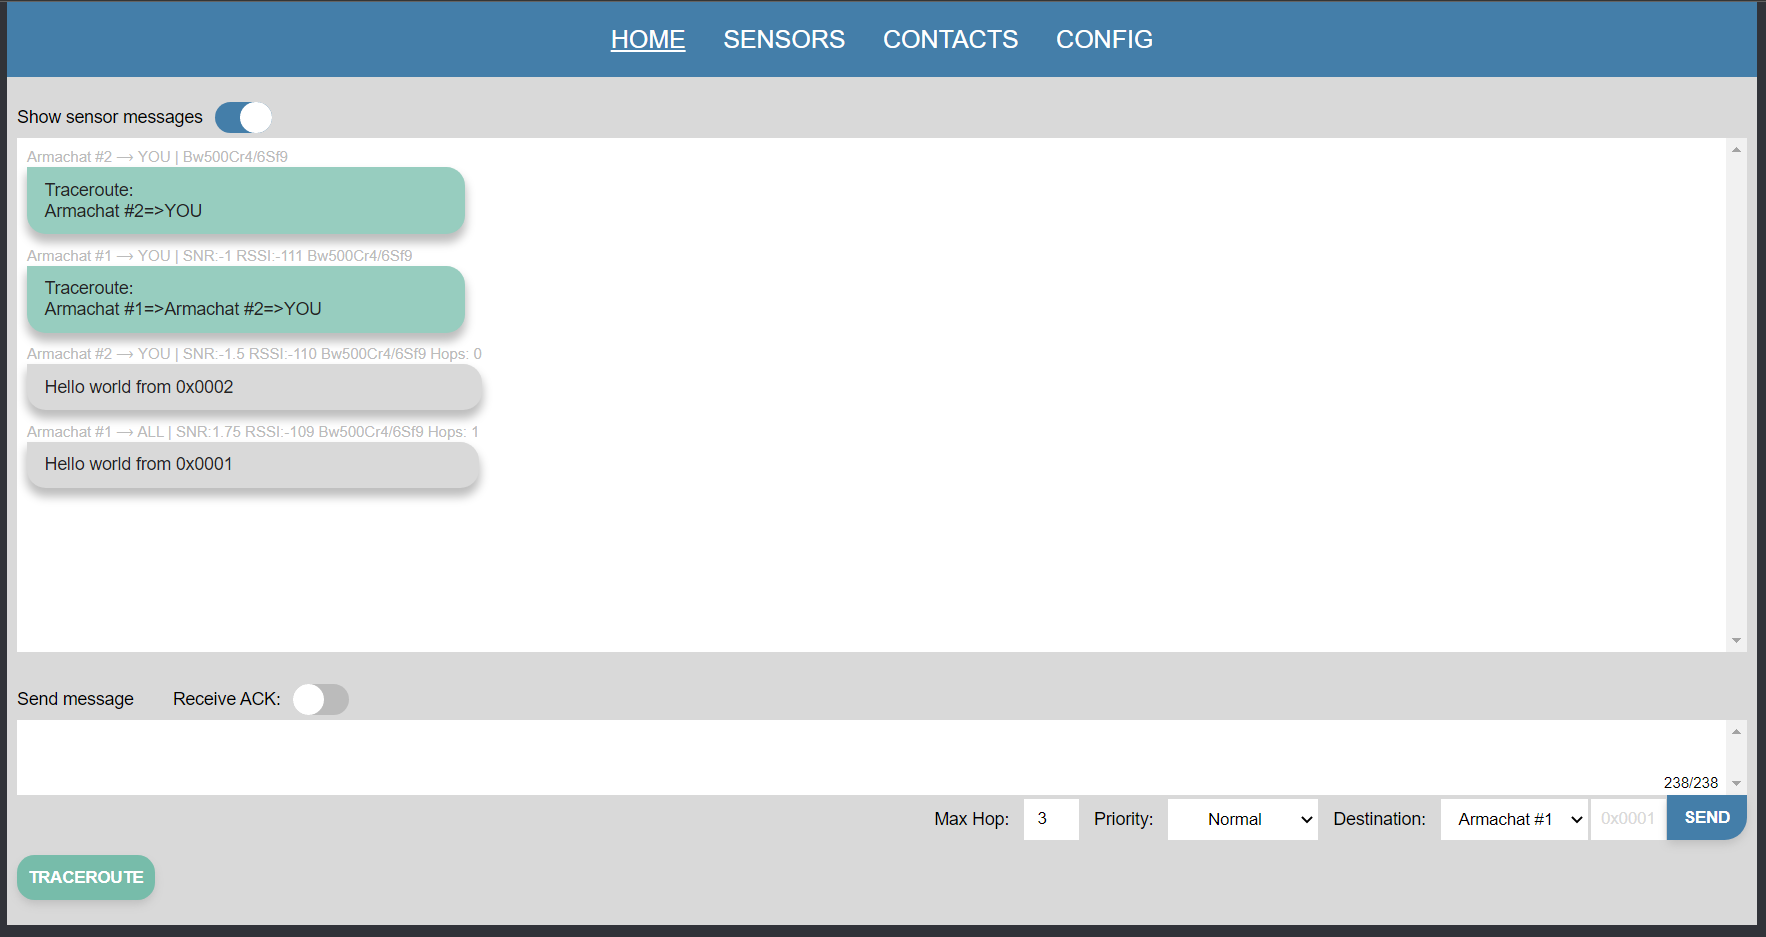 HOME SENSORS CONTACTS CONFIG
Show sensor messages
Armachat #2 → YOU | Bw500Cr4/6Sf9
Traceroute:
Armachat #2=>YOU
Armachat #1 → YOU | SNR:-1 RSSI:-111 Bw500Cr4/6Sf9
Traceroute:
Armachat #1=>Armachat #2=>YOU
Armachat #2 → YOU | SNR:-1.5 RSSI:-110 Bw500Cr4/6Sf9 Hops: 0
Hello world from 0x0002
Armachat #1 → ALL | SNR:1.75 RSSI:-109 Bw500Cr4/6Sf9 Hops: 1
Hello world from 0x0001
Send message Receive ACK:
238/238
Max Hop: 3 Priority: Normal Destination: Armachat #1 0x0001 SEND
TRACEROUTE